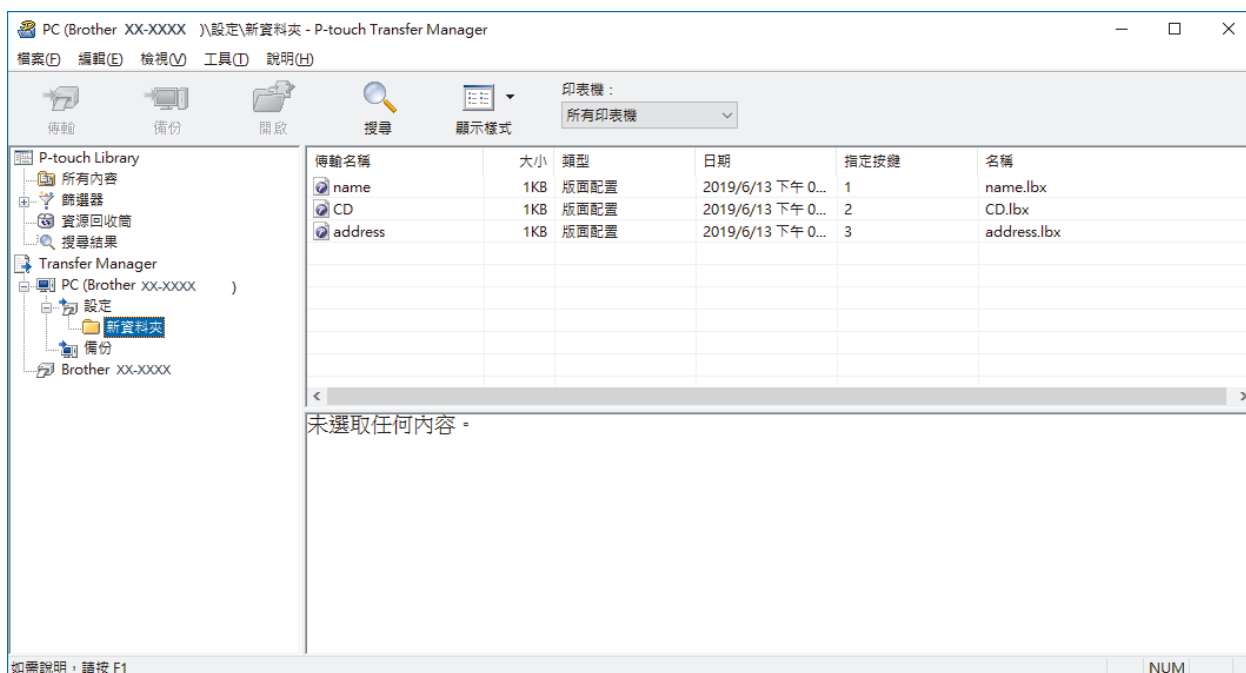 PC (Brother XX-XXXX )\設定\新資料夾 - P-touch Transfer Manager
檔案(F) 編輯(E) 檢視(V) 工具(T) 說明(H)
傳輸 備份 開啟 搜尋 顯示樣式
印表機：
所有印表機
P-touch Library
所有內容
篩選器
資源回收筒
搜尋結果
Transfer Manager
PC (Brother XX-XXXX )
設定
新資料夾
備份
Brother XX-XXXX
傳輸名稱 大小 類型 日期 指定按鍵 名稱
name 1KB 版面配置 2019/6/13 下午 0... 1 name.lbx
CD 1KB 版面配置 2019/6/13 下午 0... 2 CD.lbx
address 1KB 版面配置 2019/6/13 下午 0... 3 address.lbx
未選取任何內容。
如需說明，請按 F1
NUM